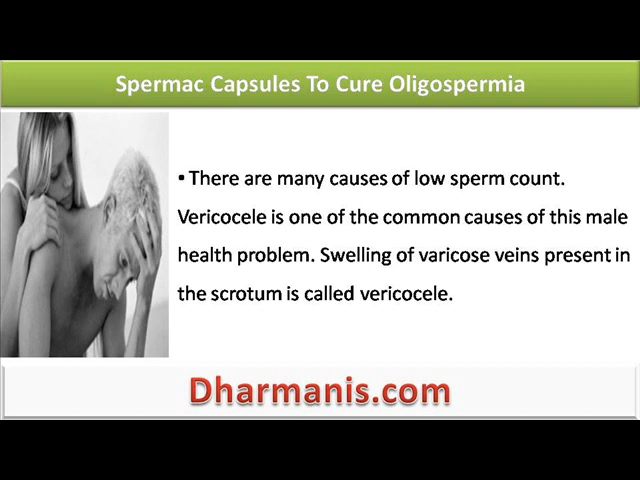 Spermac Capsules To Cure Oligospermia
• There are many causes of low sperm count.
Vericocele is one of the common causes of this male
health problem. Swelling of varicose veins present in
the scrotum is called vericocele.
Dharmanis.com